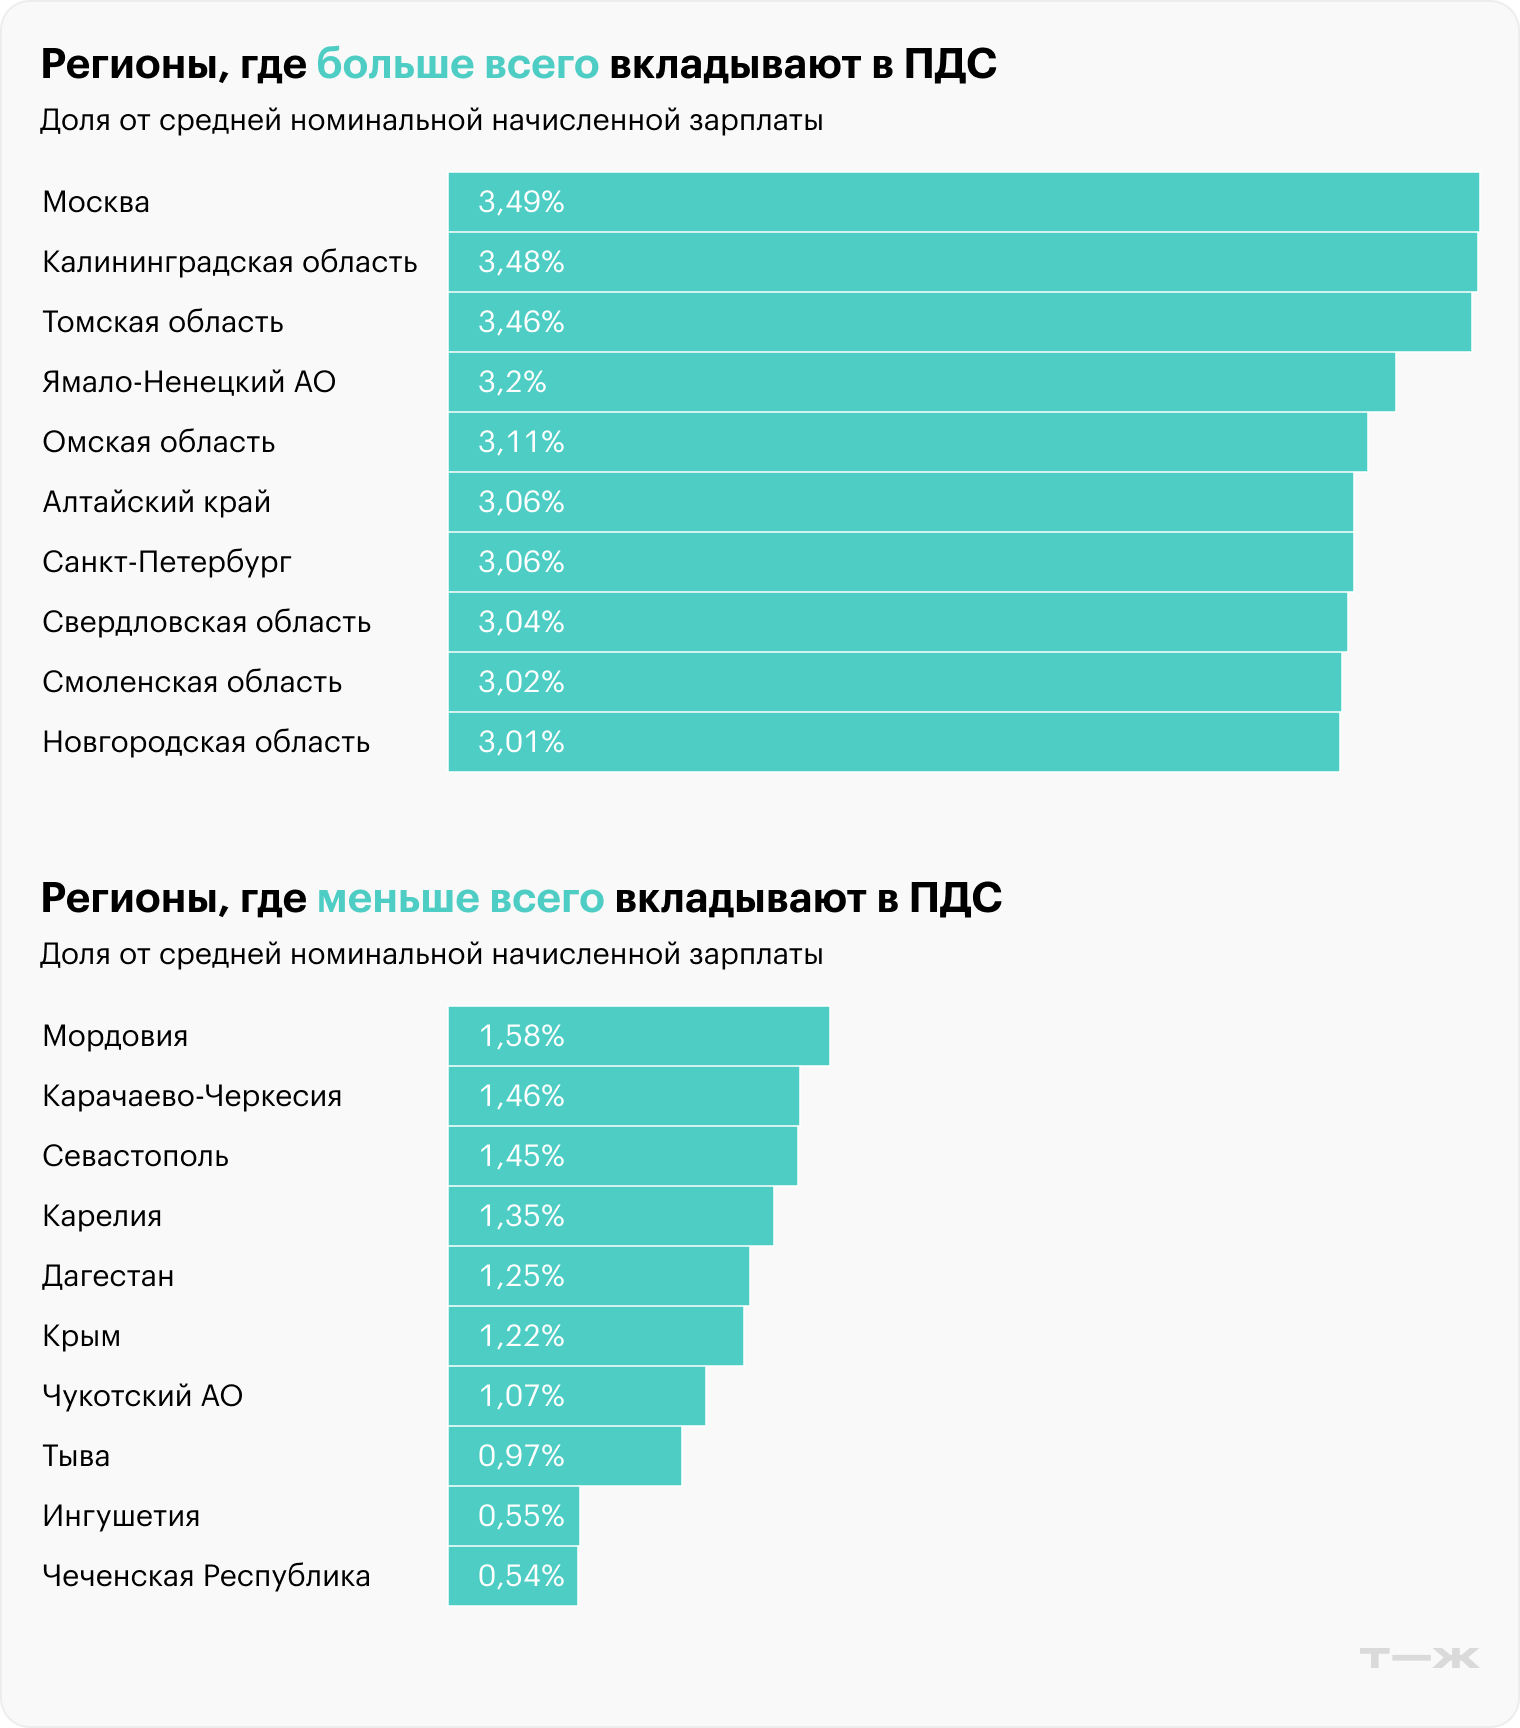 Регионы, где больше всего вкладывают в ПДС
Доля от средней номинальной начисленной зарплаты
Москва 3,49%
Калининградская область 3,48%
Томская область 3,46%
Ямало-Ненецкий АО 3,2%
Омская область 3,11%
Алтайский край 3,06%
Санкт-Петербург 3,06%
Свердловская область 3,04%
Смоленская область 3,02%
Новгородская область 3,01%
Регионы, где меньше всего вкладывают в ПДС
Доля от средней номинальной начисленной зарплаты
Мордовия 1,58%
Карачаево-Черкесия 1,46%
Севастополь 1,45%
Карелия 1,35%
Дагестан 1,25%
Крым 1,22%
Чукотский АО 1,07%
Тыва 0,97%
Ингушетия 0,55%
Чеченская Республика 0,54%
Т—Ж